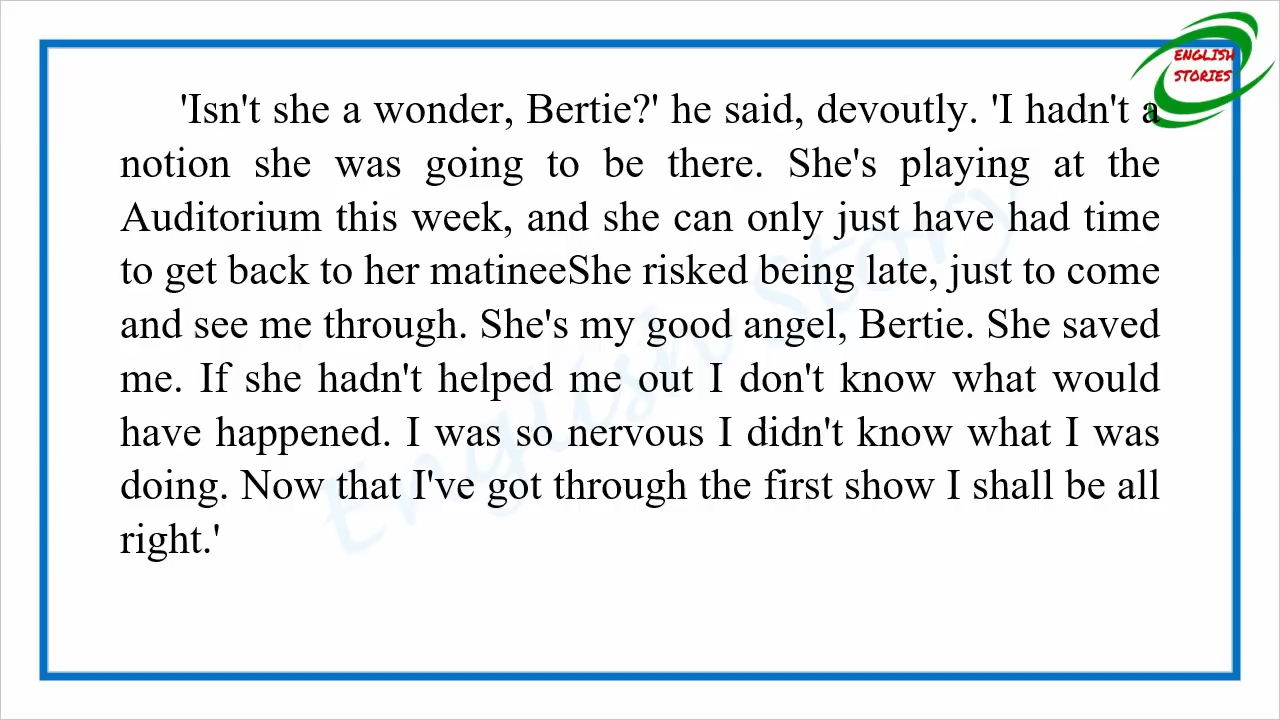 ENGLISH
STORIES
'Isn't she a wonder, Bertie?' he said, devoutly. 'I hadn't a
notion she was going to be there. She's playing at the
Auditorium this week, and she can only just have had time
to get back to her matineeShe risked being late, just to come
and see me through. She's my good angel, Bertie. She saved
me. If she hadn't helped me out I don't know what would
have happened. I was so nervous I didn't know what I was
doing. Now that I've got through the first show I shall be all
right.'
English Story